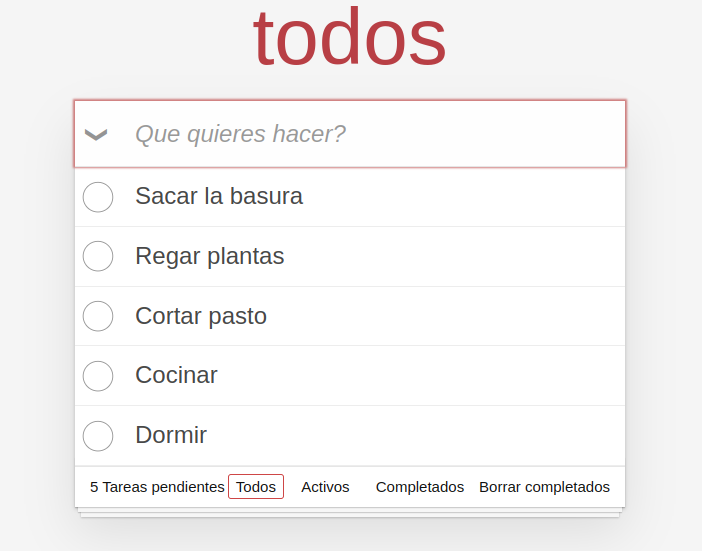 todos
Que quieres hacer?
Sacar la basura
Regar plantas
Cortar pasto
Cocinar
Dormir
5 Tareas pendientes Todos Activos Completados Borrar completados